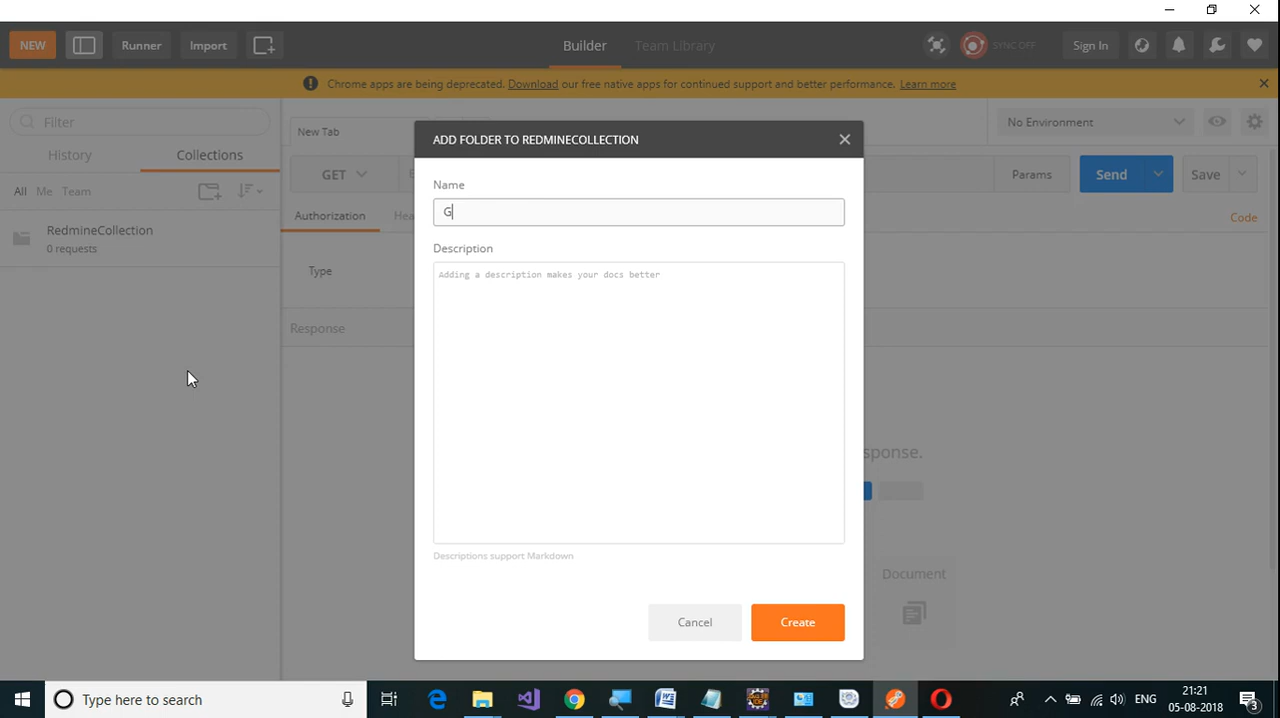 NEW
Runner
Import
Builder
Team Library
SYNC OFF
Sign In
Chrome apps are being deprecated. Download our free native apps for continued support and better performance. Learn more
Filter
History
Collections
All
Me
Team
RedmineCollection
0 requests
New Tab
No Environment
GET
Params
Send
Save
Authorization
Code
Type
Response
ADD FOLDER TO REDMINECOLLECTION
Name
G
Description
Adding a description makes your docs better
Descriptions support Markdown
Cancel
Create
Document
Type here to search
ENG
21:21
05-08-2018
3